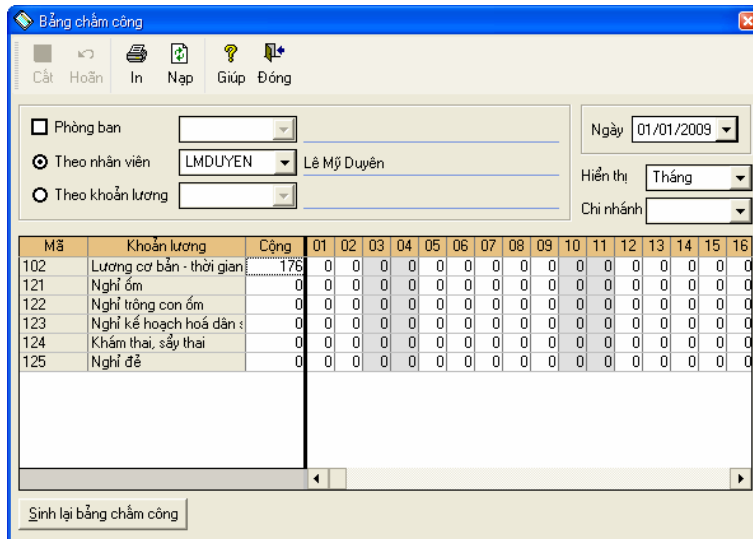 Bảng chấm công
Cất Hoãn In Nạp Giúp Đóng
Phòng ban
Ngày 01/01/2009
Theo nhân viên LMDUYEN Lê Mỹ Duyên
Hiển thị Tháng
Theo khoản lương
Chi nhánh
Mã Khoản lương Cộng 01 02 03 04 05 06 07 08 09 10 11 12 13 14 15 16
102 Lương cơ bản - thời gian 176 0 0 0 0 0 0 0 0 0 0 0 0 0 0 0 0
121 Nghỉ ốm 0 0 0 0 0 0 0 0 0 0 0 0 0 0 0 0 0
122 Nghỉ trông con ốm 0 0 0 0 0 0 0 0 0 0 0 0 0 0 0 0 0
123 Nghỉ kế hoạch hoá dân s 0 0 0 0 0 0 0 0 0 0 0 0 0 0 0 0 0
124 Khám thai, sẩy thai 0 0 0 0 0 0 0 0 0 0 0 0 0 0 0 0 0
125 Nghỉ đẻ 0 0 0 0 0 0 0 0 0 0 0 0 0 0 0 0 0
Sinh lại bảng chấm công